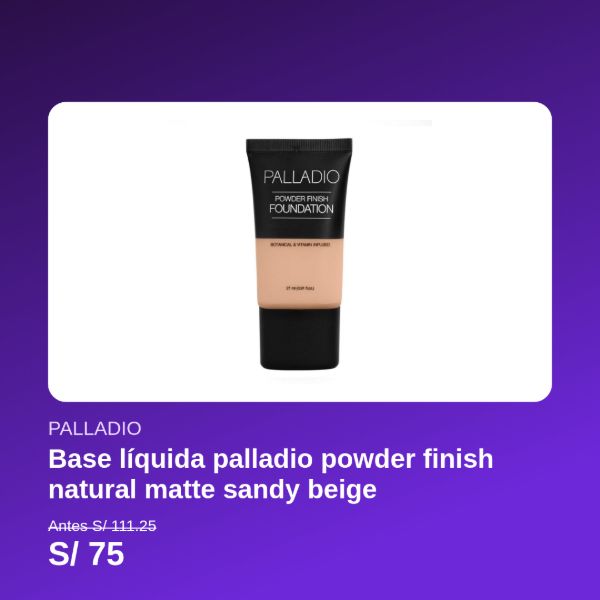 PALLADIO
POWDER FINISH
FOUNDATION
BOTANICAL & VITAMIN INFUSED
PALLADIO
Base líquida palladio powder finish
natural matte sandy beige
Antes S/ 111.25
S/ 75